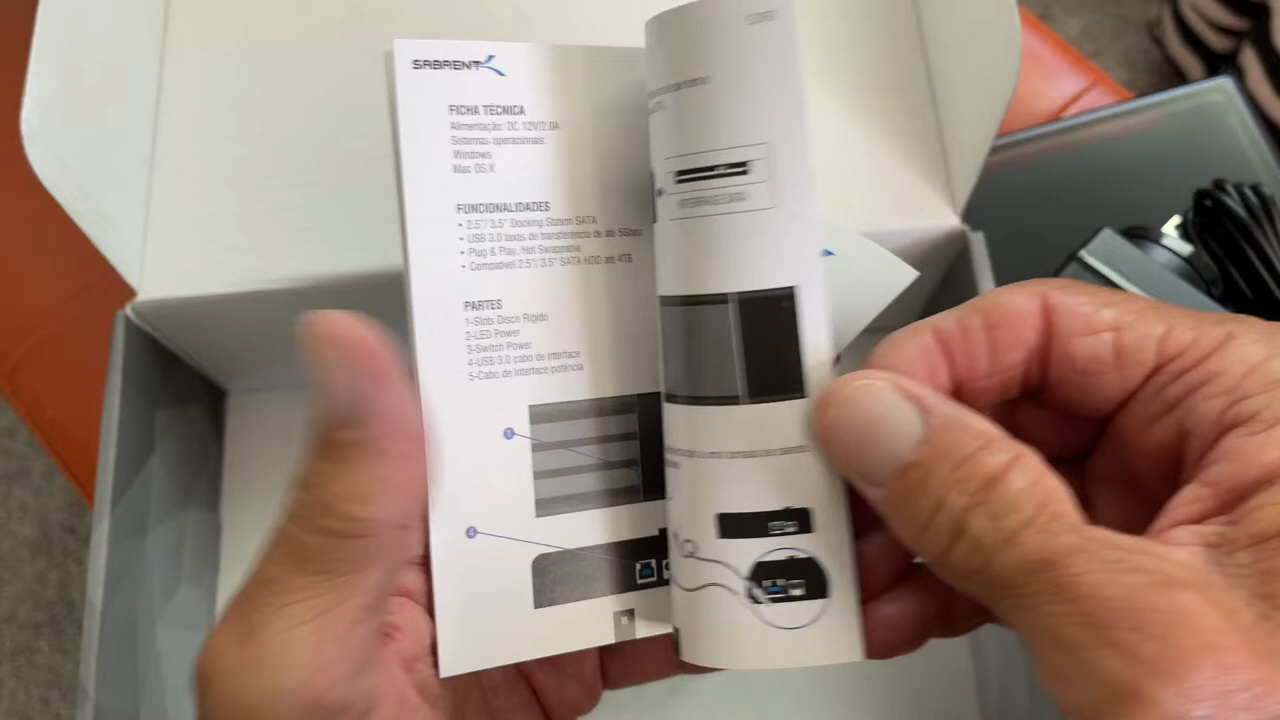 SABRENT
FICHA TÉCNICA
Alimentação: DC 12V/2.0A
Sistemas operacionais:
Windows
Mac OS X
FUNCIONALIDADES
• 2.5"/3.5" Docking Station SATA
• USB 3.0 taxas de transferência de até 5Gbps
• Plug & Play, Hot Swappable
• Compatível 2.5"/3.5" SATA HDD até 4TB
PARTES
1-Slots Disco Rígido
2-LED Power
3-Switch Power
4-USB 3.0 cabo de interface
5-Cabo de Interface potência
1
4